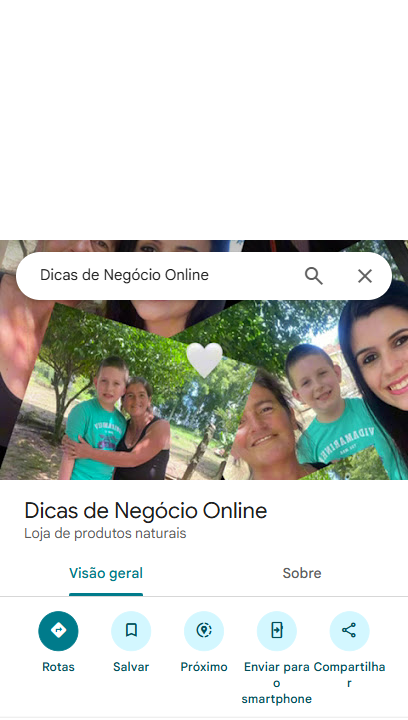 Dicas de Negócio Online
Dicas de Negócio Online
Loja de produtos naturais
Visão geral
Sobre
Rotas
Salvar
Próximo
Enviar para
o
smartphone
Compartilha
r